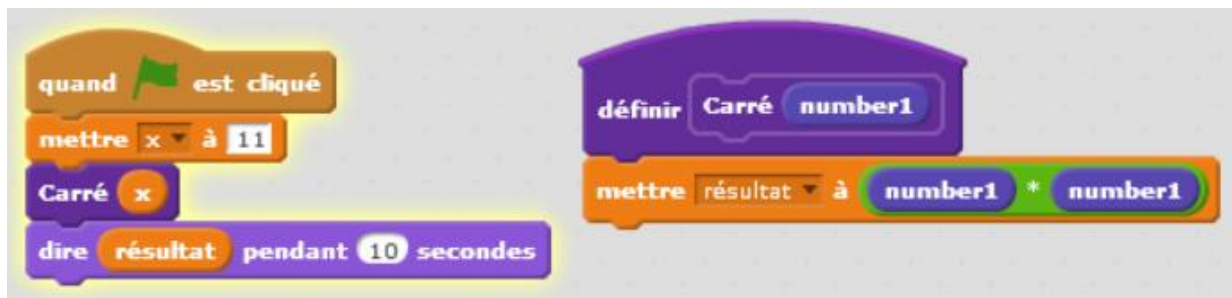 quand est cliqué
mettre x à 11
Carré x
dire résultat pendant 10 secondes
définir Carré number1
mettre résultat à number1 * number1